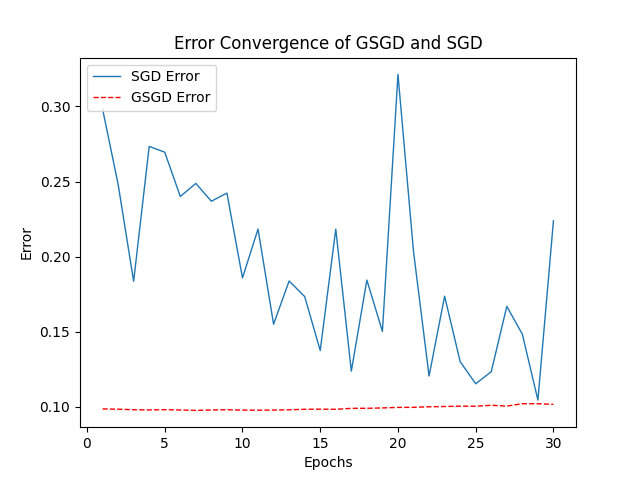 Error Convergence of GSGD and SGD
SGD Error
GSGD Error
0.30
0.25
0.20
0.15
0.10
Error
0 5 10 15 20 25 30
Epochs